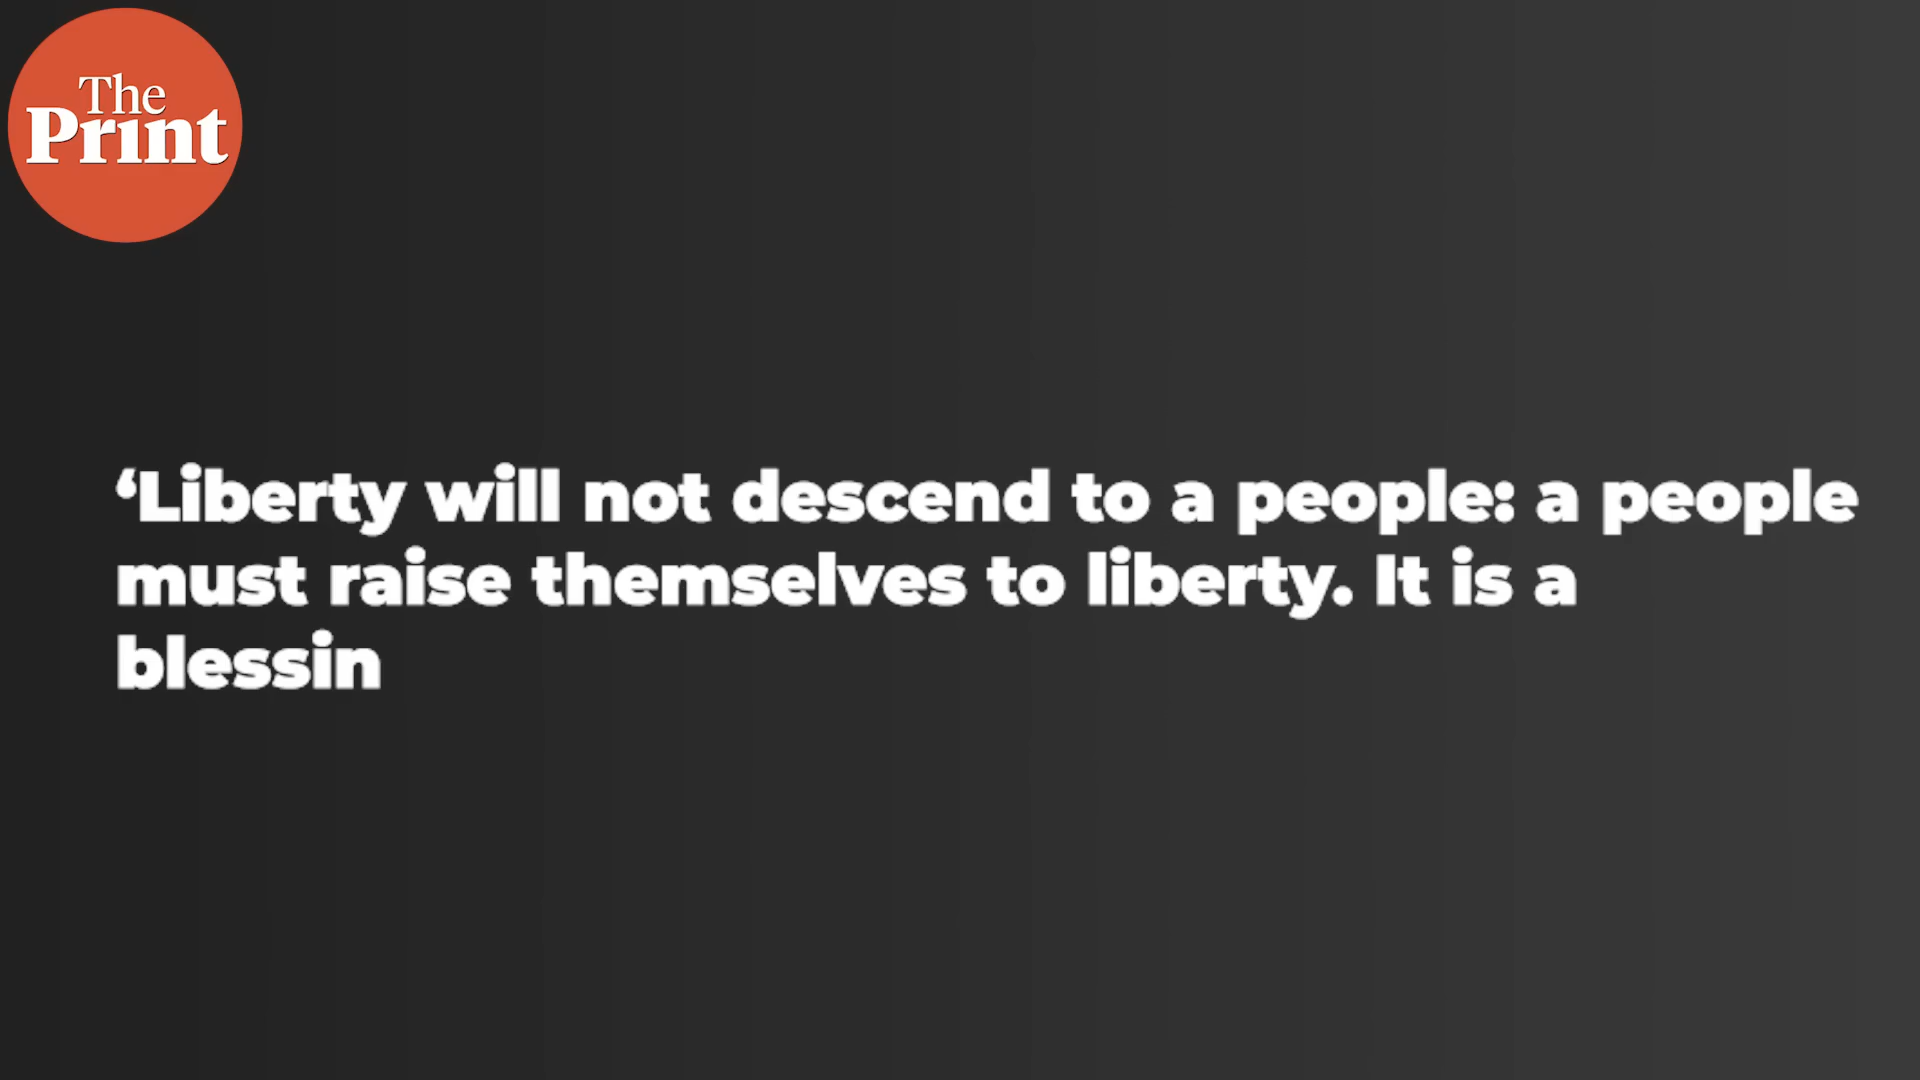 The
Print
‘Liberty will not descend to a people: a people
must raise themselves to liberty. It is a
blessin